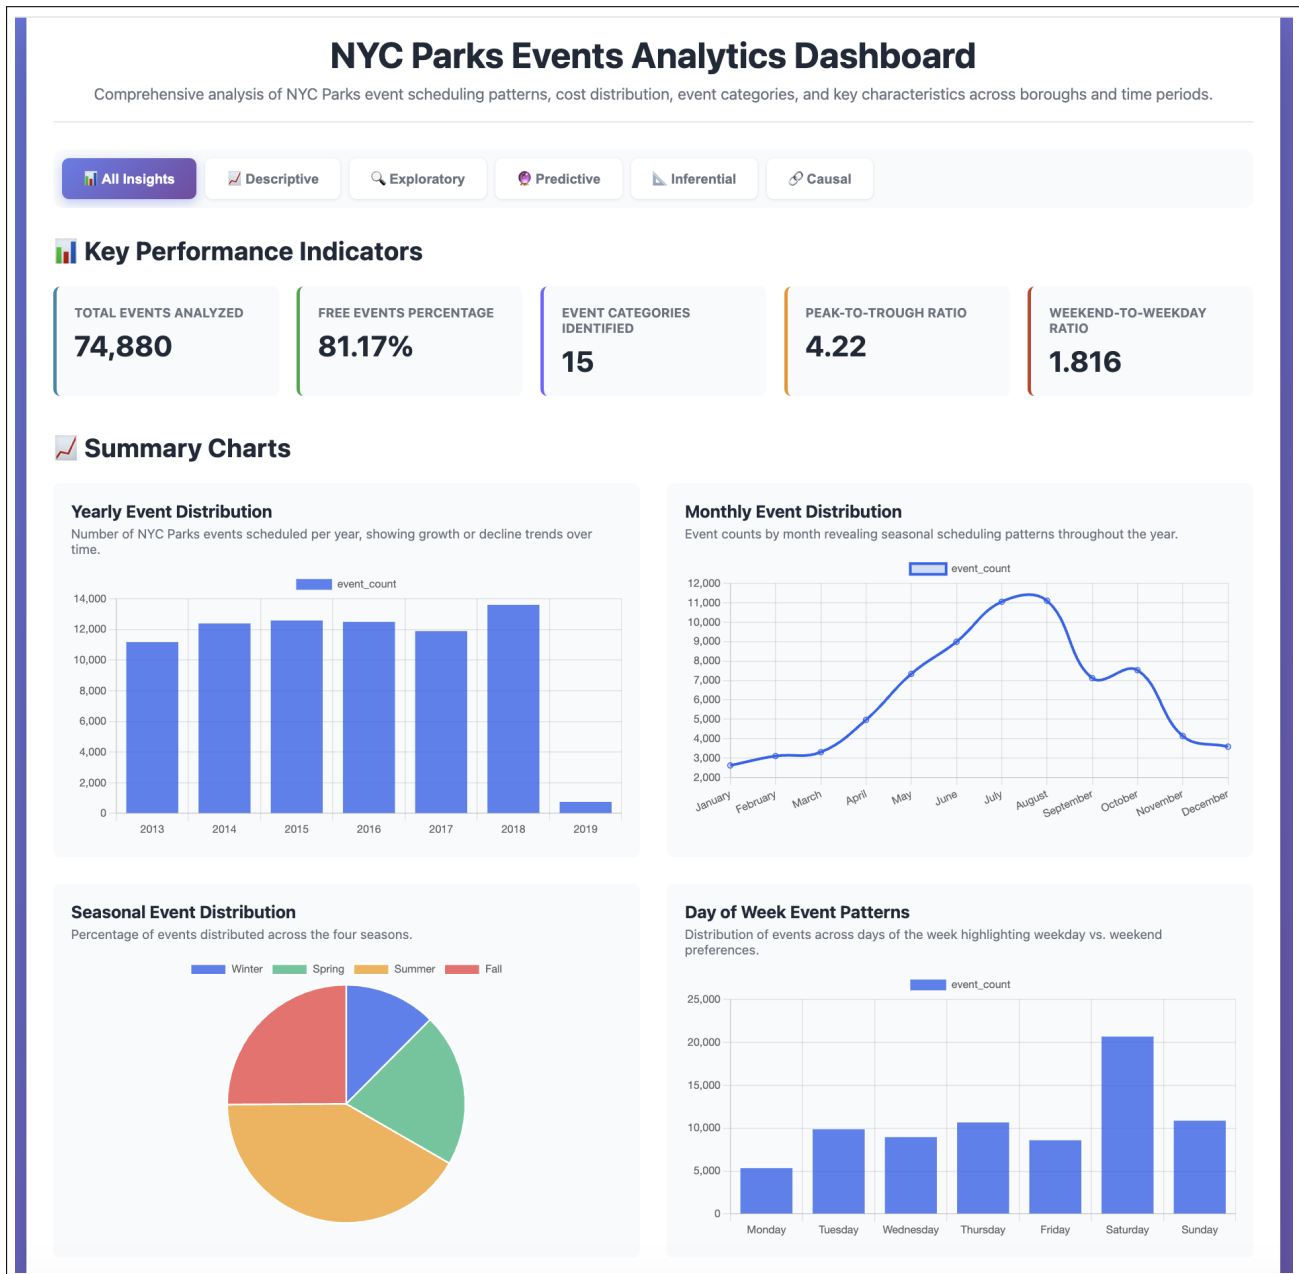 NYC Parks Events Analytics Dashboard
Comprehensive analysis of NYC Parks event scheduling patterns, cost distribution, event categories, and key characteristics across boroughs and time periods.
All Insights
Descriptive
Exploratory
Predictive
Inferential
Causal
Key Performance Indicators
TOTAL EVENTS ANALYZED
74,880
FREE EVENTS PERCENTAGE
81.17%
EVENT CATEGORIES
IDENTIFIED
15
PEAK-TO-TROUGH RATIO
4.22
WEEKEND-TO-WEEKDAY
RATIO
1.816
Summary Charts
Yearly Event Distribution
Number of NYC Parks events scheduled per year, showing growth or decline trends over
time.
event_count
14,000
12,000
10,000
8,000
6,000
4,000
2,000
0
2013
2014
2015
2016
2017
2018
2019
Monthly Event Distribution
Event counts by month revealing seasonal scheduling patterns throughout the year.
event_count
12,000
11,000
10,000
9,000
8,000
7,000
6,000
5,000
4,000
3,000
2,000
January
February
March
April
May
June
July
August
September
October
November
December
Seasonal Event Distribution
Percentage of events distributed across the four seasons.
Winter
Spring
Summer
Fall
Day of Week Event Patterns
Distribution of events across days of the week highlighting weekday vs. weekend
preferences.
event_count
25,000
20,000
15,000
10,000
5,000
0
Monday
Tuesday
Wednesday
Thursday
Friday
Saturday
Sunday